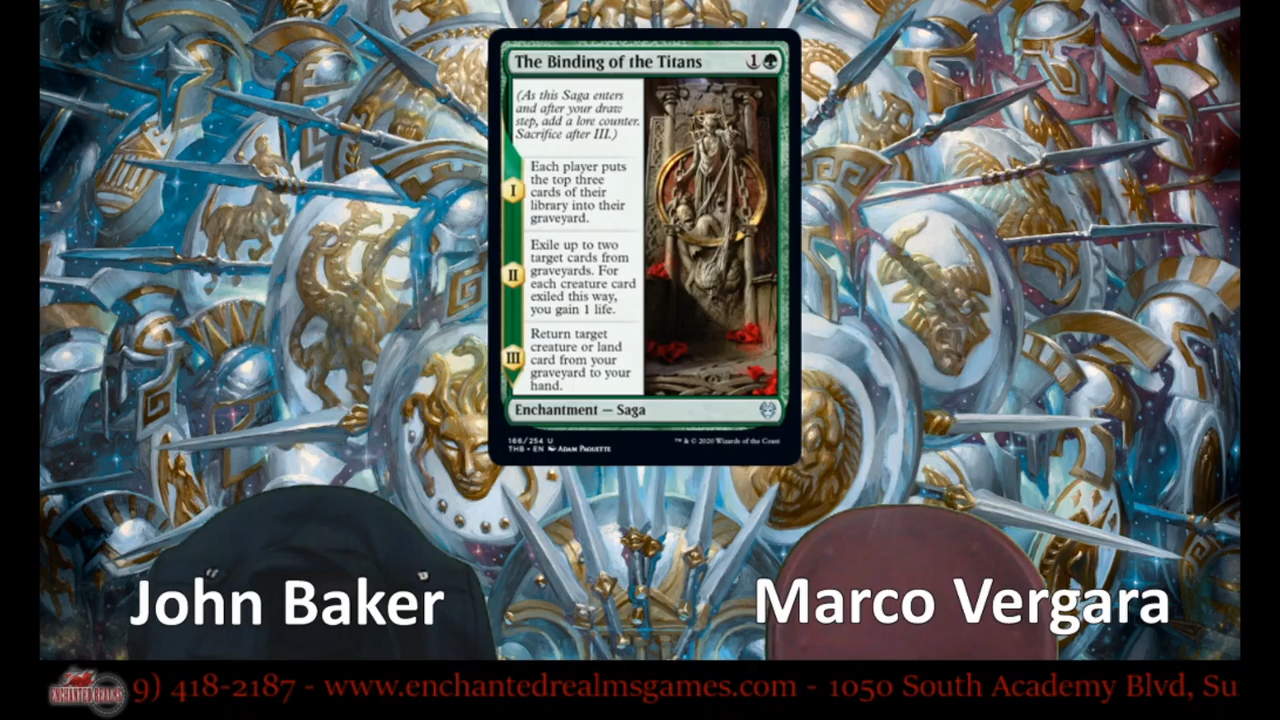 The Binding of the Titans 1
(As this Saga enters
and after your draw
step, add a lore counter.
Sacrifice after III.)
I
Each player puts
the top three
cards of their
library into their
graveyard.
II
Exile up to two
target cards from
graveyards. For
each creature card
exiled this way,
you gain 1 life.
III
Return target
creature or land
card from your
graveyard to your
hand.
Enchantment — Saga
166/254 U
THB • EN ADAM PAQUETTE
™ & © 2020 Wizards of the Coast
John Baker
Marco Vergara
ENCHANTED REALMS
9) 418-2187 - www.enchantedrealmsgames.com - 1050 South Academy Blvd, Su